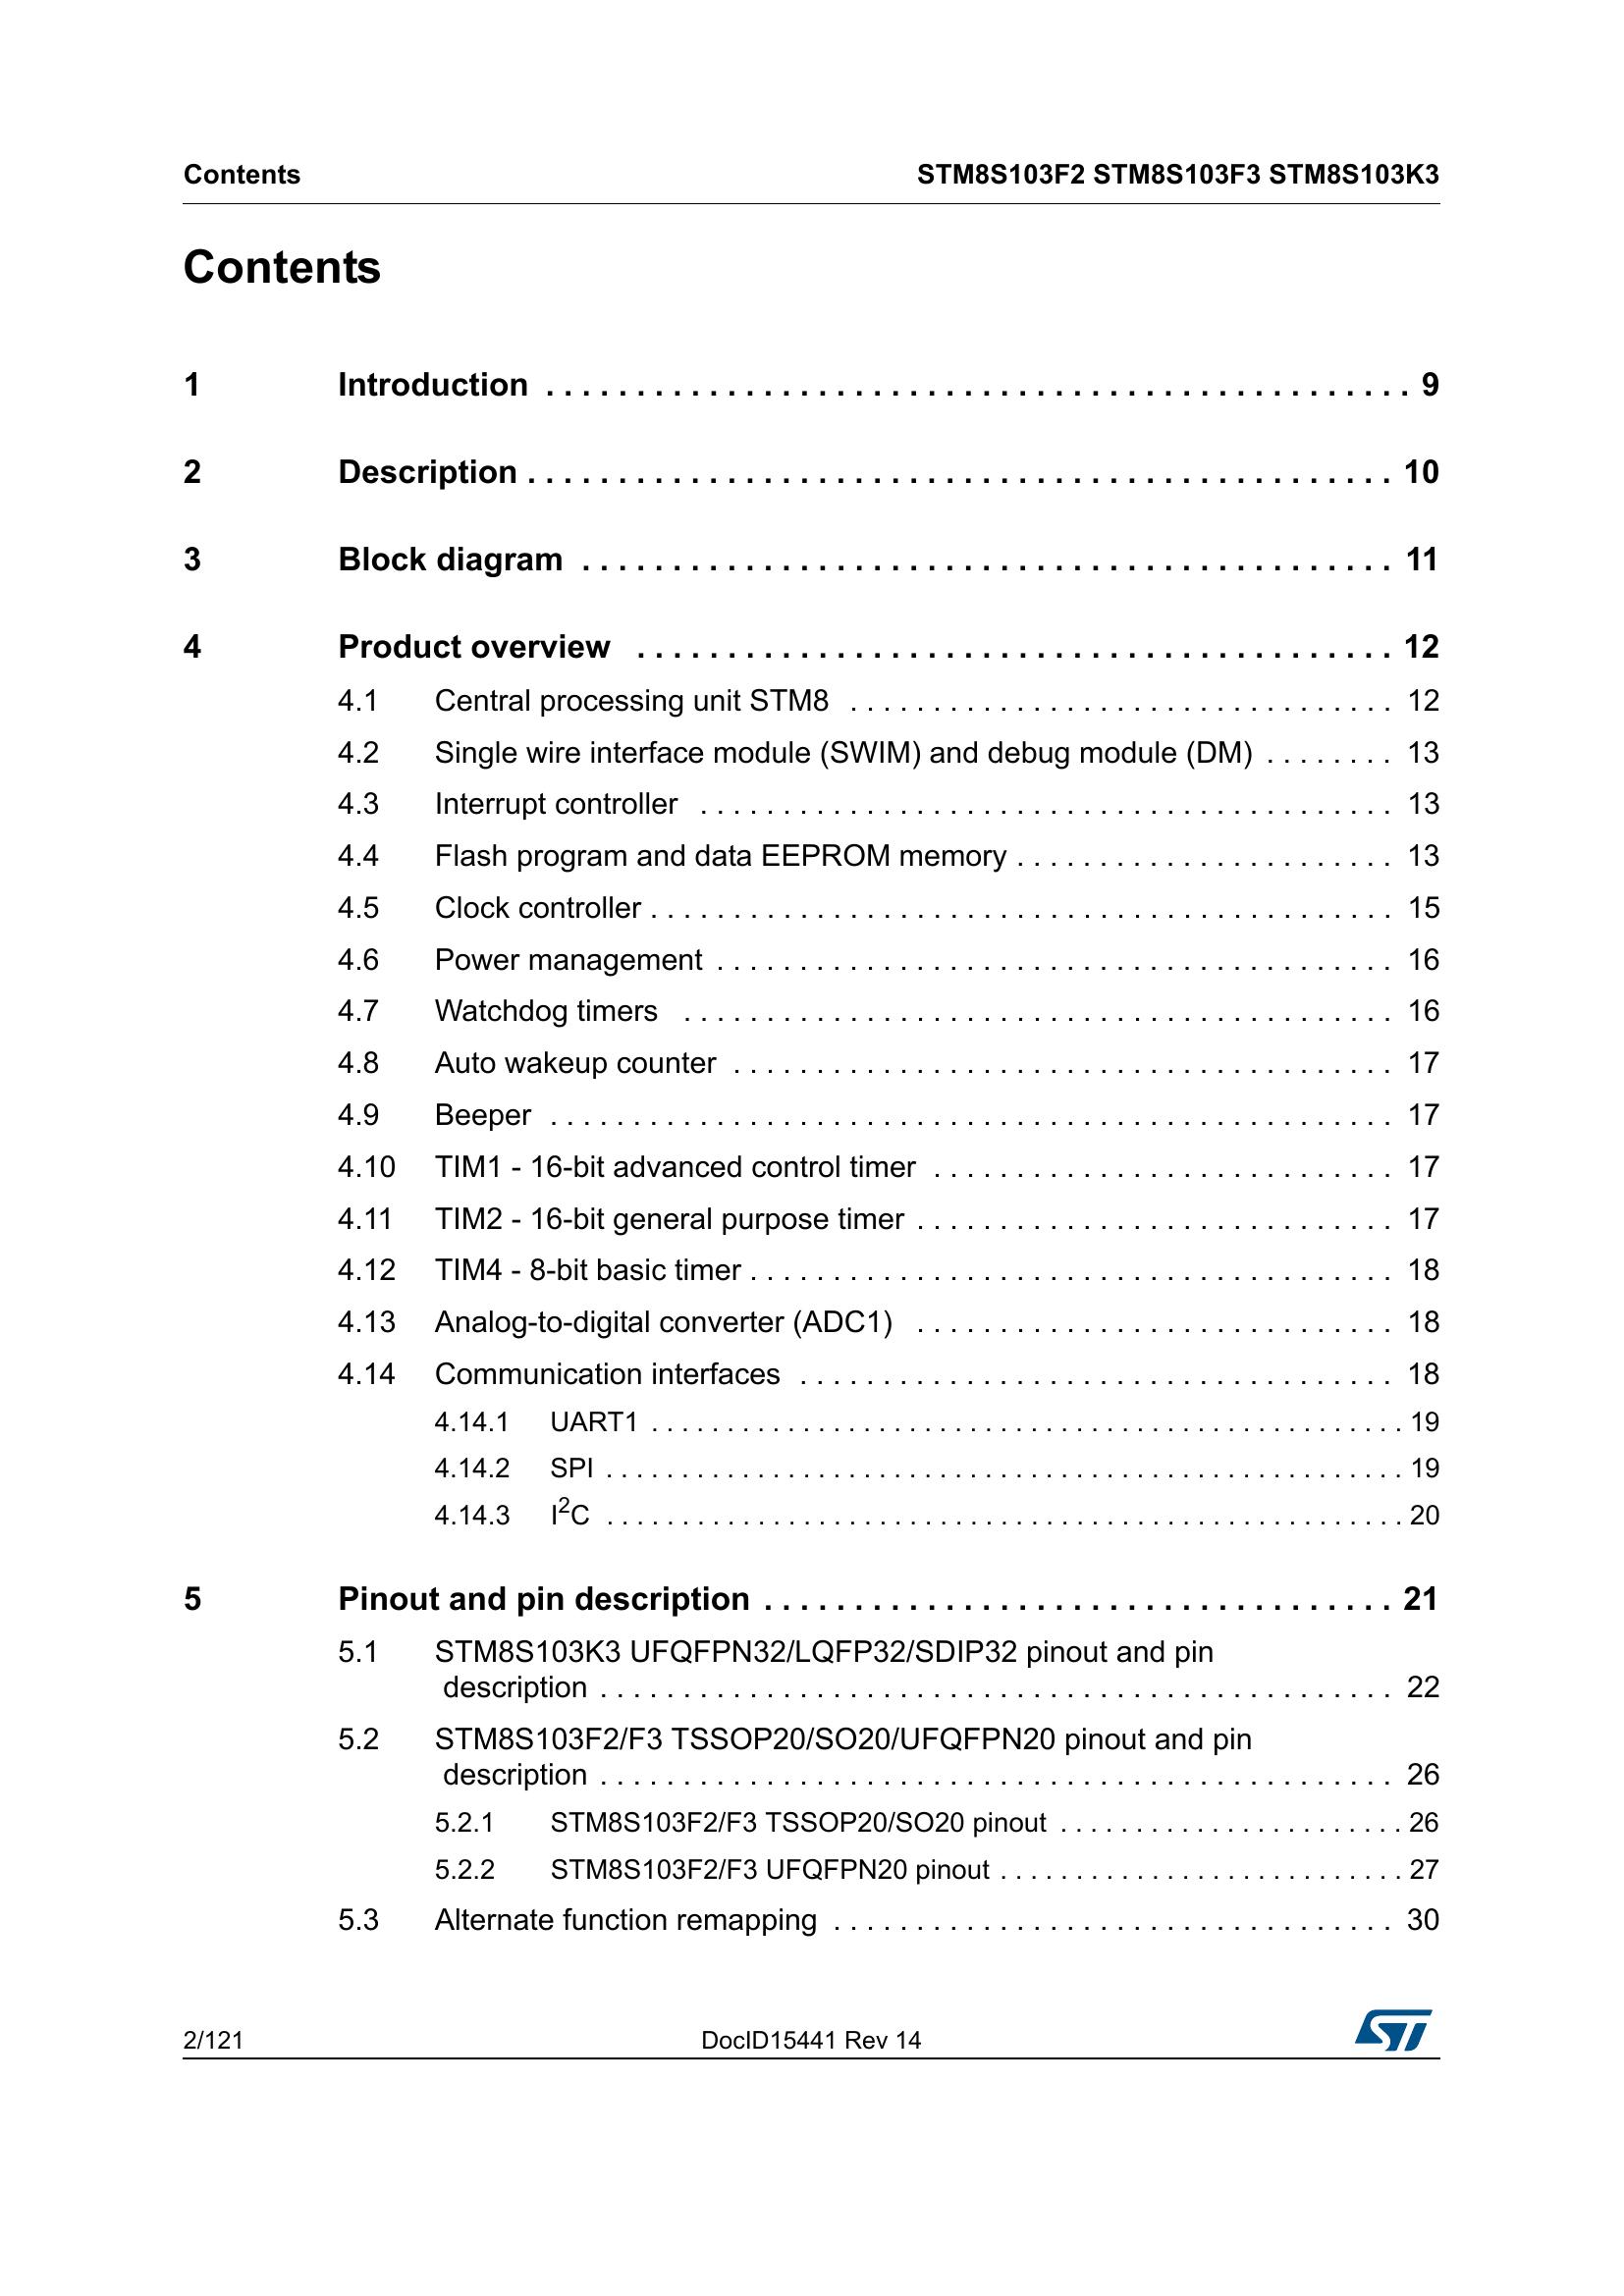 Contents STM8S103F2 STM8S103F3 STM8S103K3
Contents
1 Introduction . . . . . . . . . . . . . . . . . . . . . . . . . . . . . . . . . . . . . . . . . . . . . . . . 9
2 Description . . . . . . . . . . . . . . . . . . . . . . . . . . . . . . . . . . . . . . . . . . . . . . . . 10
3 Block diagram . . . . . . . . . . . . . . . . . . . . . . . . . . . . . . . . . . . . . . . . . . . . . 11
4 Product overview . . . . . . . . . . . . . . . . . . . . . . . . . . . . . . . . . . . . . . . . . . 12
4.1 Central processing unit STM8 . . . . . . . . . . . . . . . . . . . . . . . . . . . . . . . . . 12
4.2 Single wire interface module (SWIM) and debug module (DM) . . . . . . . . 13
4.3 Interrupt controller . . . . . . . . . . . . . . . . . . . . . . . . . . . . . . . . . . . . . . . . . . 13
4.4 Flash program and data EEPROM memory . . . . . . . . . . . . . . . . . . . . . . . 13
4.5 Clock controller . . . . . . . . . . . . . . . . . . . . . . . . . . . . . . . . . . . . . . . . . . . . . 15
4.6 Power management . . . . . . . . . . . . . . . . . . . . . . . . . . . . . . . . . . . . . . . . . 16
4.7 Watchdog timers . . . . . . . . . . . . . . . . . . . . . . . . . . . . . . . . . . . . . . . . . . . 16
4.8 Auto wakeup counter . . . . . . . . . . . . . . . . . . . . . . . . . . . . . . . . . . . . . . . . 17
4.9 Beeper . . . . . . . . . . . . . . . . . . . . . . . . . . . . . . . . . . . . . . . . . . . . . . . . . . . 17
4.10 TIM1 - 16-bit advanced control timer . . . . . . . . . . . . . . . . . . . . . . . . . . . . 17
4.11 TIM2 - 16-bit general purpose timer . . . . . . . . . . . . . . . . . . . . . . . . . . . . . 17
4.12 TIM4 - 8-bit basic timer . . . . . . . . . . . . . . . . . . . . . . . . . . . . . . . . . . . . . . . 18
4.13 Analog-to-digital converter (ADC1) . . . . . . . . . . . . . . . . . . . . . . . . . . . . . 18
4.14 Communication interfaces . . . . . . . . . . . . . . . . . . . . . . . . . . . . . . . . . . . . 18
4.14.1 UART1 . . . . . . . . . . . . . . . . . . . . . . . . . . . . . . . . . . . . . . . . . . . . . . . . . . 19
4.14.2 SPI . . . . . . . . . . . . . . . . . . . . . . . . . . . . . . . . . . . . . . . . . . . . . . . . . . . . . 19
4.14.3 I²C . . . . . . . . . . . . . . . . . . . . . . . . . . . . . . . . . . . . . . . . . . . . . . . . . . . . . 20
5 Pinout and pin description . . . . . . . . . . . . . . . . . . . . . . . . . . . . . . . . . . . 21
5.1 STM8S103K3 UFQFPN32/LQFP32/SDIP32 pinout and pin
description . . . . . . . . . . . . . . . . . . . . . . . . . . . . . . . . . . . . . . . . . . . . . . . . 22
5.2 STM8S103F2/F3 TSSOP20/SO20/UFQFPN20 pinout and pin
description . . . . . . . . . . . . . . . . . . . . . . . . . . . . . . . . . . . . . . . . . . . . . . . . 26
5.2.1 STM8S103F2/F3 TSSOP20/SO20 pinout . . . . . . . . . . . . . . . . . . . . . . . 26
5.2.2 STM8S103F2/F3 UFQFPN20 pinout . . . . . . . . . . . . . . . . . . . . . . . . . . . 27
5.3 Alternate function remapping . . . . . . . . . . . . . . . . . . . . . . . . . . . . . . . . . . 30
2/121 DocID15441 Rev 14 ST